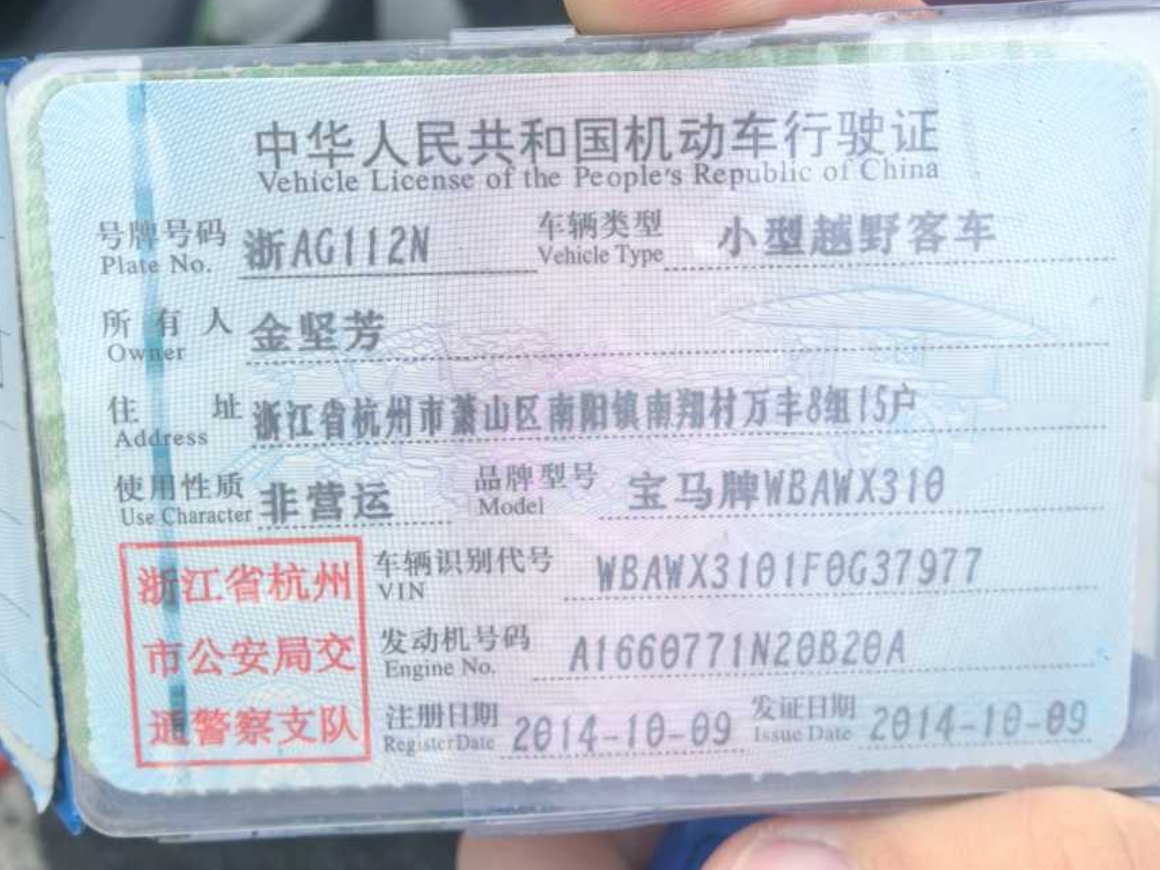 中华人民共和国机动车行驶证
Vehicle License of the People's Republic of China
号牌号码 浙AG112N 车辆类型 小型越野客车
Plate No. Vehicle Type
所有人 金坚芳
Owner
住址 浙江省杭州市萧山区南阳镇南翔村万丰8组15户
Address
使用性质 非营运 品牌型号 宝马牌WBAWX310
Use Character Model
浙江省杭州
市公安局交
通警察支队
车辆识别代号 WBAWX3101F0G37977
VIN
发动机号码 A1660771N20B20A
Engine No.
注册日期 2014-10-09 发证日期 2014-10-09
Register Date Issue Date